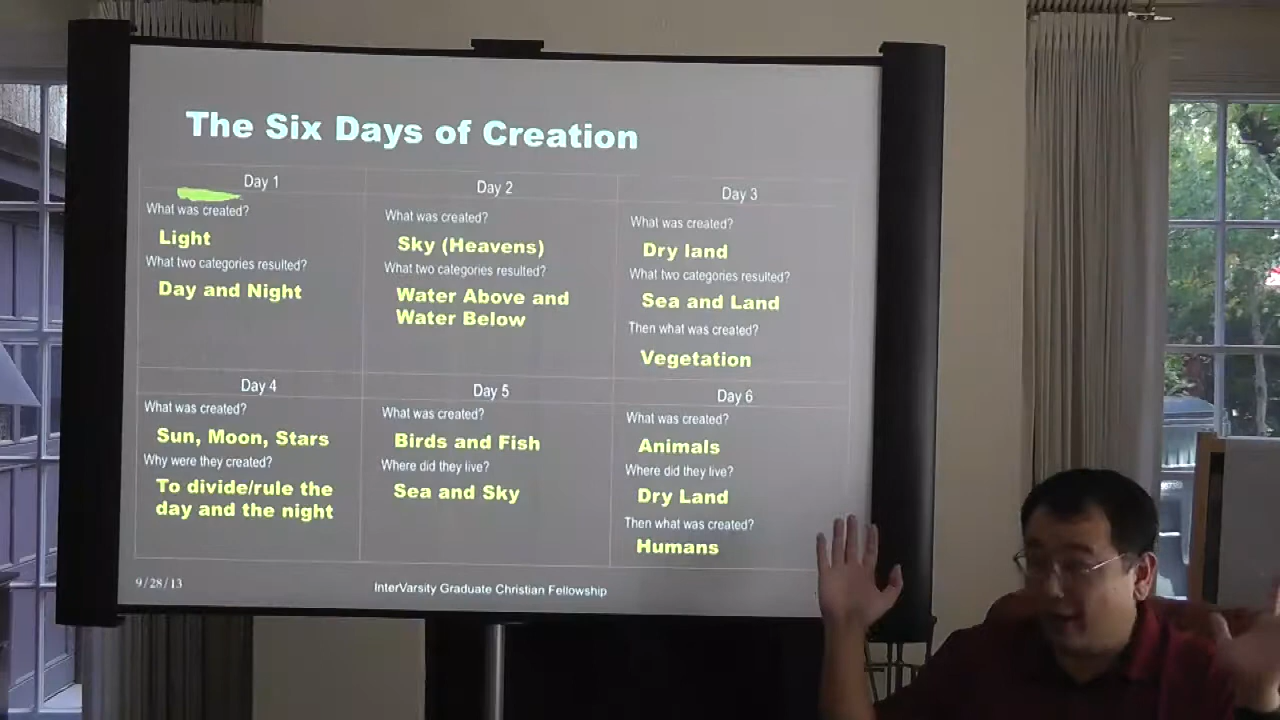 The Six Days of Creation
Day 1
What was created?
Light
What two categories resulted?
Day and Night
Day 2
What was created?
Sky (Heavens)
What two categories resulted?
Water Above and
Water Below
Day 3
What was created?
Dry land
What two categories resulted?
Sea and Land
Then what was created?
Vegetation
Day 4
What was created?
Sun, Moon, Stars
Why were they created?
To divide/rule the
day and the night
Day 5
What was created?
Birds and Fish
Where did they live?
Sea and Sky
Day 6
What was created?
Animals
Where did they live?
Dry Land
Then what was created?
Humans
9/28/13
InterVarsity Graduate Christian Fellowship